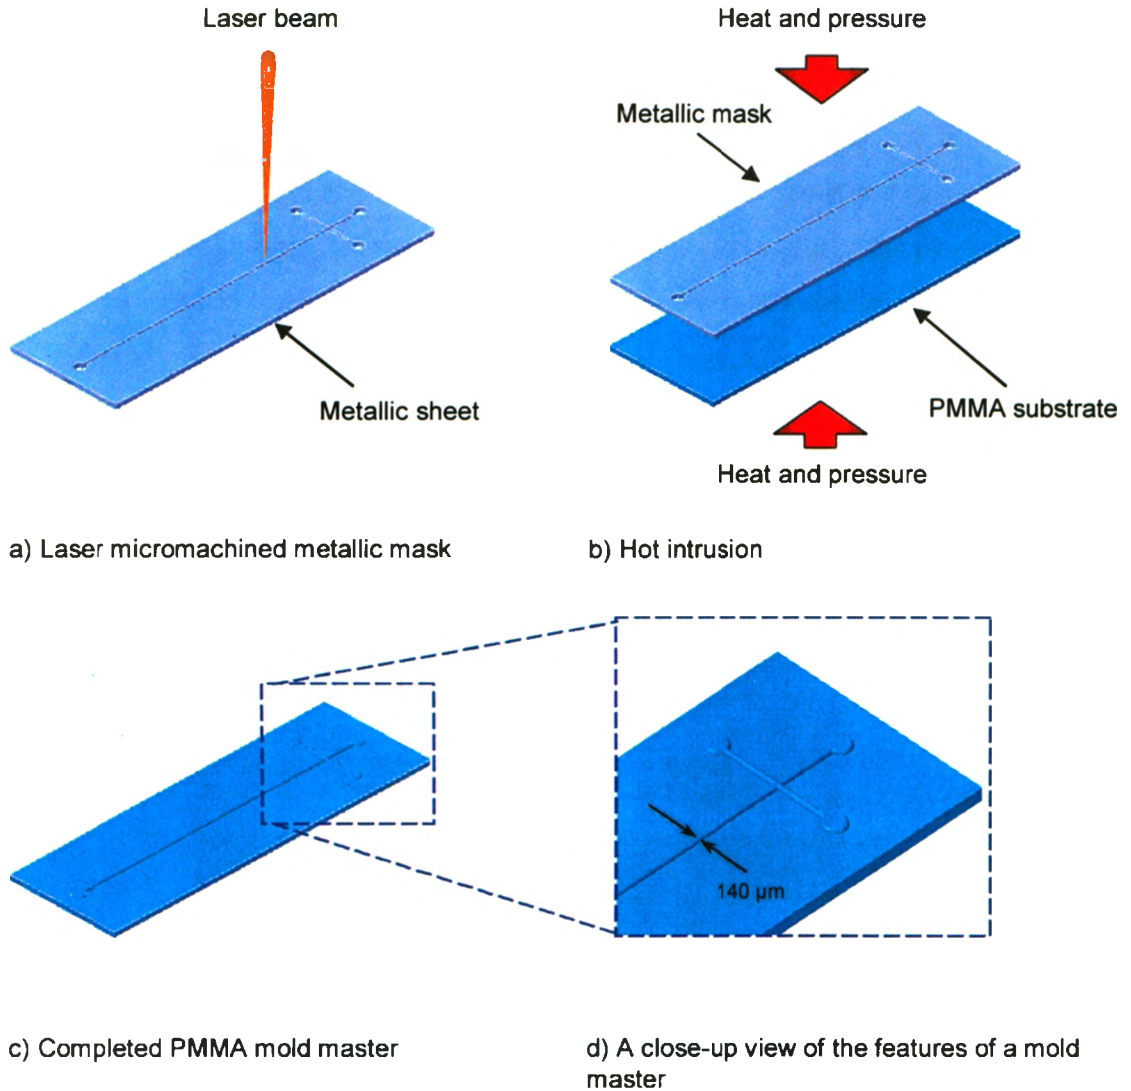 Laser beam
Metallic sheet
a) Laser micromachined metallic mask
Heat and pressure
Metallic mask
PMMA substrate
Heat and pressure
b) Hot intrusion
c) Completed PMMA mold master
140 µm
d) A close-up view of the features of a mold
master